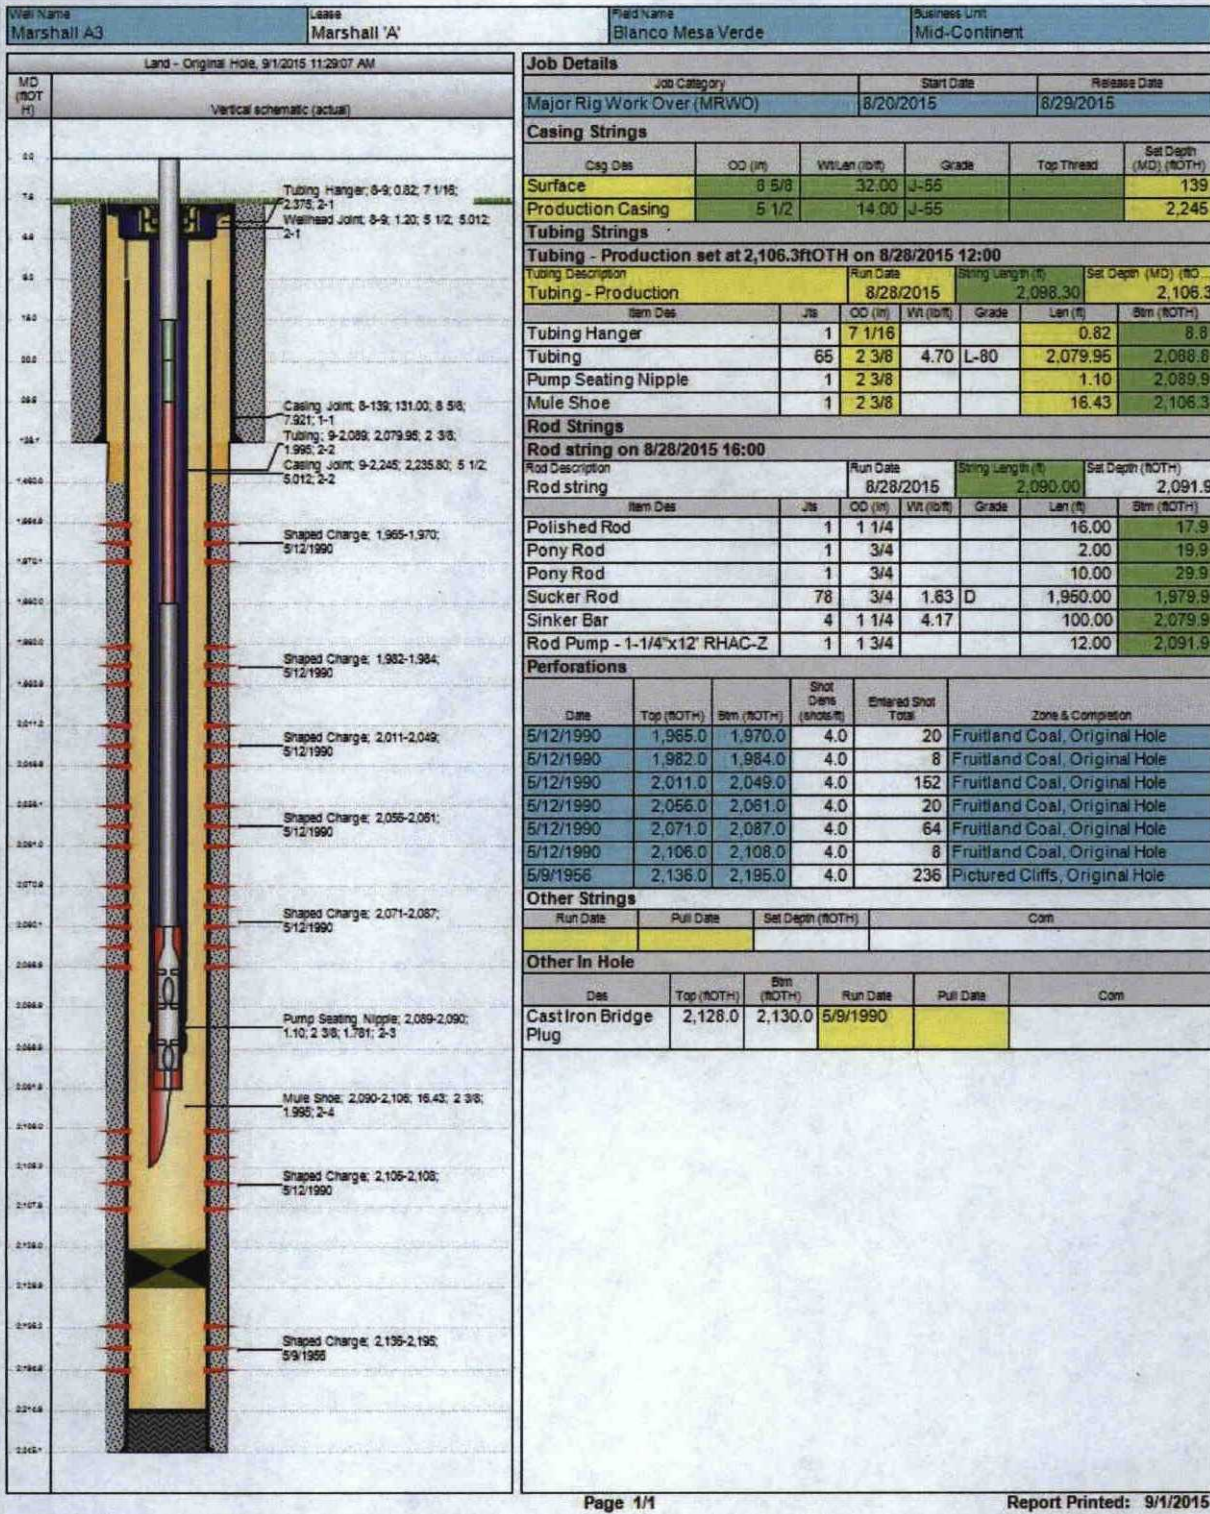 Well Name Lease Field Name Business Unit
Marshall A3 Marshall 'A' Blanco Mesa Verde Mid-Continent
Land - Original Hole, 9/1/2015 11:29:07 AM
MD (ftOTH)
Vertical schematic (actual)
Tubing Hanger; 8-9; 0.82; 7 1/16;
2.375; 2-1
Wellhead Joint; 8-9; 1.20; 5 1/2; 5.012;
2-1
Casing Joint; 8-139; 131.00; 8 5/8;
7.921; 1-1
Tubing; 9-2,089; 2,079.95; 2 3/8;
1.995; 2-2
Casing Joint; 9-2,245; 2,235.80; 5 1/2;
5.012; 2-2
Shaped Charge; 1,965-1,970;
5/12/1990
Shaped Charge; 1,982-1,984;
5/12/1990
Shaped Charge; 2,011-2,049;
5/12/1990
Shaped Charge; 2,056-2,061;
5/12/1990
Shaped Charge; 2,071-2,087;
5/12/1990
Pump Seating Nipple; 2,089-2,090;
1.10; 2 3/8; 1.781; 2-3
Mule Shoe; 2,090-2,106; 16.43; 2 3/8;
1.995; 2-4
Shaped Charge; 2,106-2,108;
5/12/1990
Shaped Charge; 2,136-2,195;
5/9/1956
Job Details
Job Category Start Date Release Date
Major Rig Work Over (MRWO) 8/20/2015 8/29/2015
Casing Strings
Csg Des OD (in) Wt/Len (lb/ft) Grade Top Thread Set Depth (MD) (ftOTH)
Surface 8 5/8 32.00 J-55 139
Production Casing 5 1/2 14.00 J-55 2,245
Tubing Strings
Tubing - Production set at 2,106.3ftOTH on 8/28/2015 12:00
Tubing Description Run Date String Length (ft) Set Depth (MD) (ftO...
Tubing - Production 8/28/2015 2,098.30 2,106.3
Item Des Jts OD (in) Wt (lb/ft) Grade Len (ft) Btm (ftOTH)
Tubing Hanger 1 7 1/16 0.82 8.8
Tubing 65 2 3/8 4.70 L-80 2,079.95 2,088.8
Pump Seating Nipple 1 2 3/8 1.10 2,089.9
Mule Shoe 1 2 3/8 16.43 2,106.3
Rod Strings
Rod string on 8/28/2015 16:00
Rod Description Run Date String Length (ft) Set Depth (ftOTH)
Rod string 8/28/2015 2,090.00 2,091.9
Item Des Jts OD (in) Wt (lb/ft) Grade Len (ft) Btm (ftOTH)
Polished Rod 1 1 1/4 16.00 17.9
Pony Rod 1 3/4 2.00 19.9
Pony Rod 1 3/4 10.00 29.9
Sucker Rod 78 3/4 1.63 D 1,950.00 1,979.9
Sinker Bar 4 1 1/4 4.17 100.00 2,079.9
Rod Pump - 1-1/4"x12' RHAC-Z 1 1 3/4 12.00 2,091.9
Perforations
Date Top (ftOTH) Btm (ftOTH) Shot Dens (shots/ft) Entered Shot Total Zone & Completion
5/12/1990 1,965.0 1,970.0 4.0 20 Fruitland Coal, Original Hole
5/12/1990 1,982.0 1,984.0 4.0 8 Fruitland Coal, Original Hole
5/12/1990 2,011.0 2,049.0 4.0 152 Fruitland Coal, Original Hole
5/12/1990 2,056.0 2,061.0 4.0 20 Fruitland Coal, Original Hole
5/12/1990 2,071.0 2,087.0 4.0 64 Fruitland Coal, Original Hole
5/12/1990 2,106.0 2,108.0 4.0 8 Fruitland Coal, Original Hole
5/9/1956 2,136.0 2,195.0 4.0 236 Pictured Cliffs, Original Hole
Other Strings
Run Date Pull Date Set Depth (ftOTH) Com
Other In Hole
Des Top (ftOTH) Btm (ftOTH) Run Date Pull Date Com
Cast Iron Bridge Plug 2,128.0 2,130.0 5/9/1990
Page 1/1 Report Printed: 9/1/2015